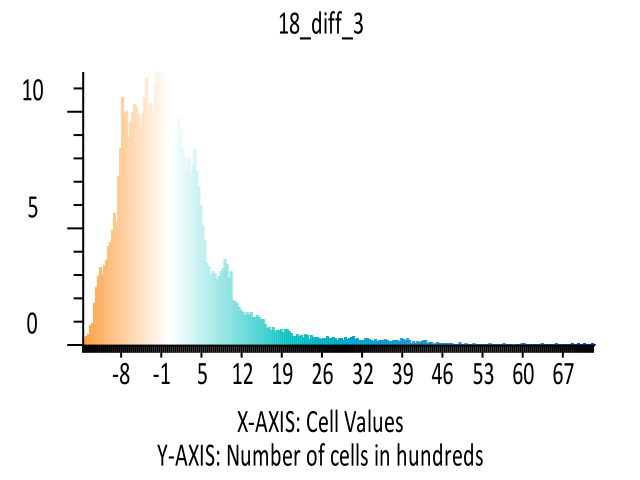 18_diff_3
10
5
0
-8 -1 5 12 19 26 32 39 46 53 60 67
X-AXIS: Cell Values
Y-AXIS: Number of cells in hundreds